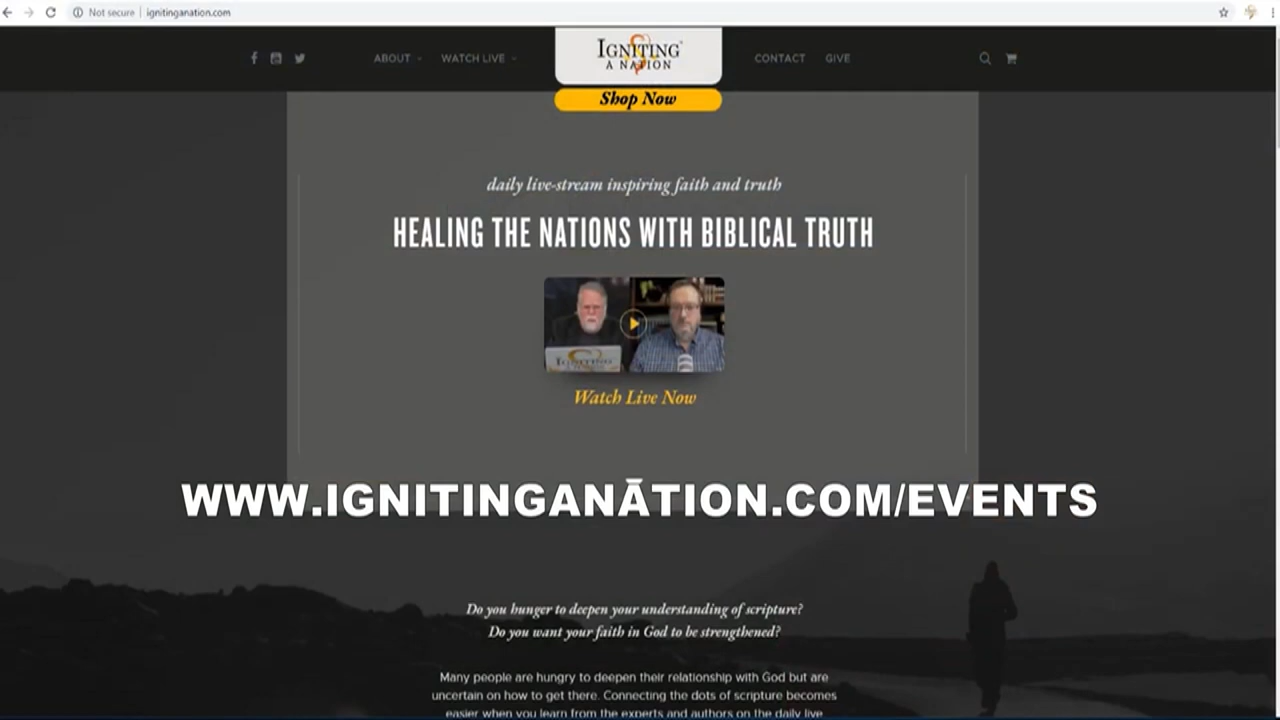 Not secure | ignitinganation.com
ABOUT WATCH LIVE IGNITING A NATION CONTACT GIVE
Shop Now
daily live-stream inspiring faith and truth
HEALING THE NATIONS WITH BIBLICAL TRUTH
IGNITING
Watch Live Now
WWW.IGNITINGANĀTION.COM/EVENTS
Do you hunger to deepen your understanding of scripture?
Do you want your faith in God to be strengthened?
Many people are hungry to deepen their relationship with God but are
uncertain on how to get there. Connecting the dots of scripture becomes
easier when you learn from the experts and authors on the daily live